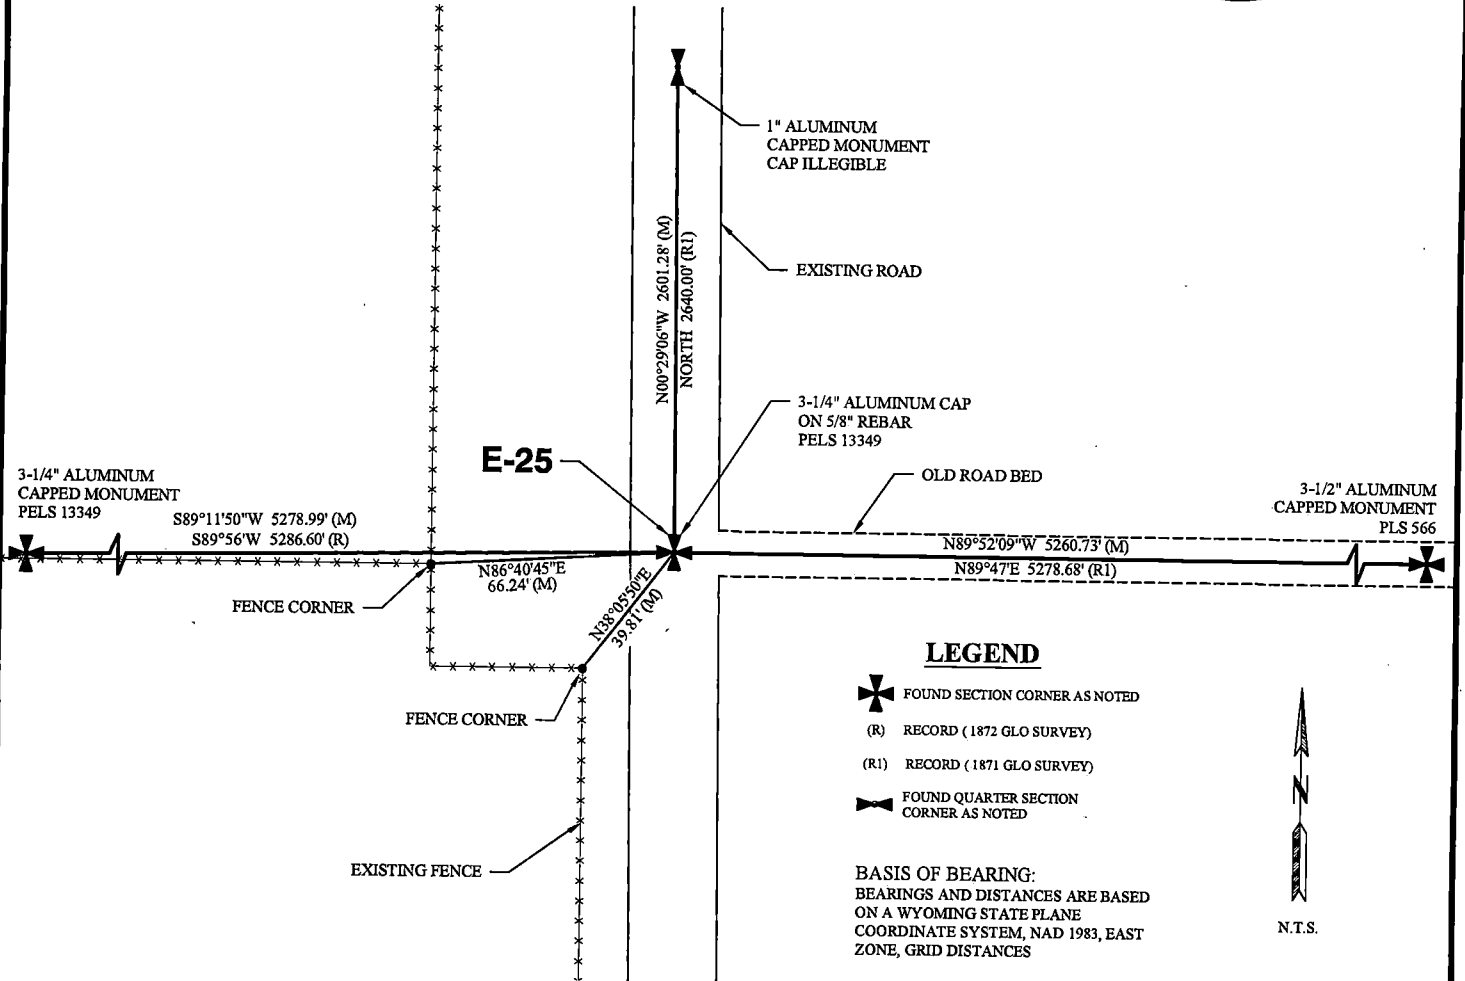 1" ALUMINUM
CAPPED MONUMENT
CAP ILLEGIBLE
N00°29'06"W 2601.28' (M)
NORTH 2640.00' (R1)
EXISTING ROAD
3-1/4" ALUMINUM CAP
ON 5/8" REBAR
PELS 13349
E-25
OLD ROAD BED
3-1/4" ALUMINUM
CAPPED MONUMENT
PELS 13349
S89°11'50"W 5278.99' (M)
S89°56'W 5286.60' (R)
3-1/2" ALUMINUM
CAPPED MONUMENT
PLS 566
N89°52'09"W 5260.73' (M)
N89°47'E 5278.68' (R1)
N86°40'45"E
66.24' (M)
FENCE CORNER
N38°05'50"E
39.81' (M)
FENCE CORNER
EXISTING FENCE
LEGEND
FOUND SECTION CORNER AS NOTED
(R) RECORD ( 1872 GLO SURVEY)
(R1) RECORD ( 1871 GLO SURVEY)
FOUND QUARTER SECTION
CORNER AS NOTED
BASIS OF BEARING:
BEARINGS AND DISTANCES ARE BASED
ON A WYOMING STATE PLANE
COORDINATE SYSTEM, NAD 1983, EAST
ZONE, GRID DISTANCES
N
N.T.S.